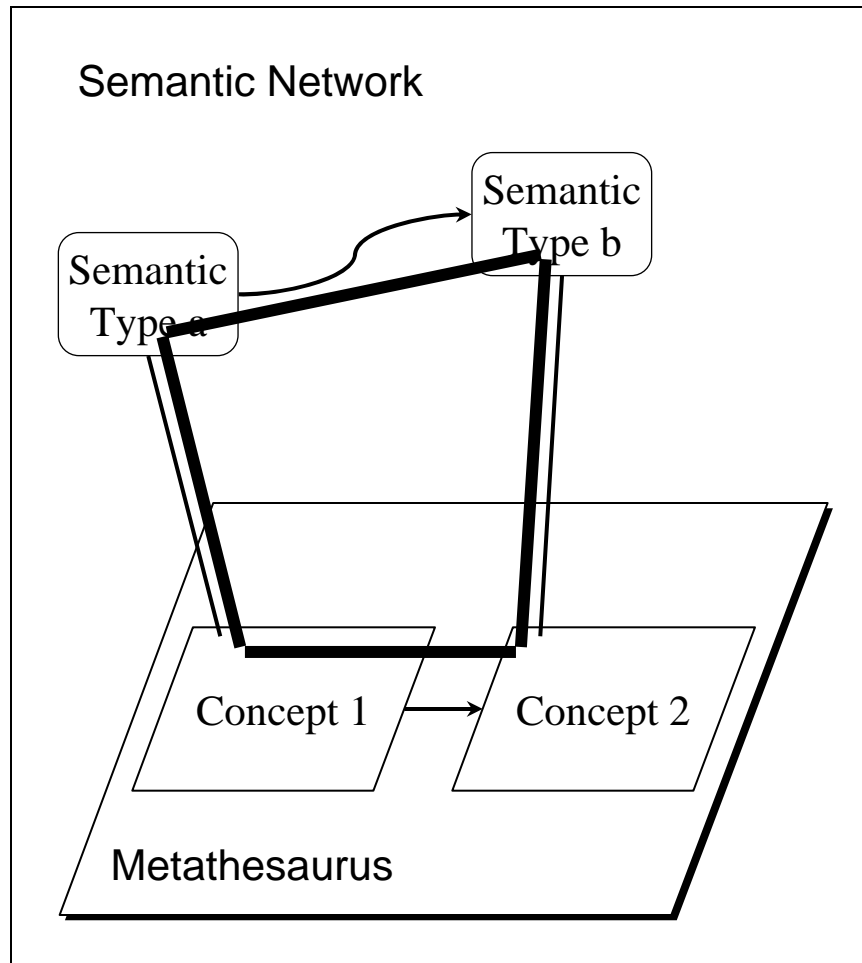 Semantic Network
Semantic
Type b
Semantic
Type a
Concept 1
Concept 2
Metathesaurus